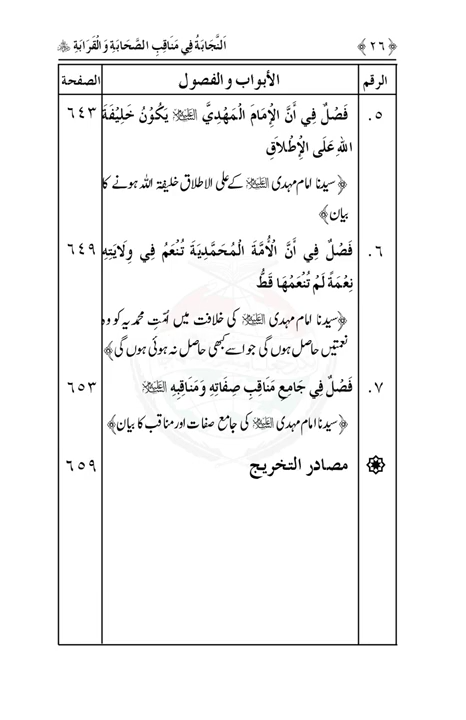 ﴿٢٦﴾ اَلنَّجَابَةُ فِي مَنَاقِبِ الصَّحَابَةِ وَالْقَرَابَةِ ﷺ
الرقم الأبواب والفصول الصفحة
٥. فَصْلٌ فِي أَنَّ الْإِمَامَ الْمَهْدِيَّ عليه السلام يَكُوْنُ خَلِيْفَةَ ٦٤٣
اللهِ عَلَى الْإِطْلَاقِ
﴿سیدنا امام مہدی علیہ السلام کے علی الاطلاق خلیفۃ اللہ ہونے کا
بیان﴾
٦. فَصْلٌ فِي أَنَّ الْأُمَّةَ الْمُحَمَّدِيَةَ تُنْعَمُ فِي وِلَايَتِهِ ٦٤٩
نِعْمَةً لَمْ تُنْعَمْهَا قَطُّ
﴿سیدنا امام مہدی علیہ السلام کی خلافت میں اُمتِ محمدیہ کو وہ
نعمتیں حاصل ہوں گی جو اسے کبھی حاصل نہ ہوئی ہوں گی﴾
٧. فَصْلٌ فِي جَامِعِ مَنَاقِبِ صِفَاتِهِ وَمَنَاقِبِهِ عليه السلام ٦٥٣
﴿سیدنا امام مہدی علیہ السلام کی جامع صفات اور مناقب کا بیان﴾
مصادر التخريج ٦٥٩